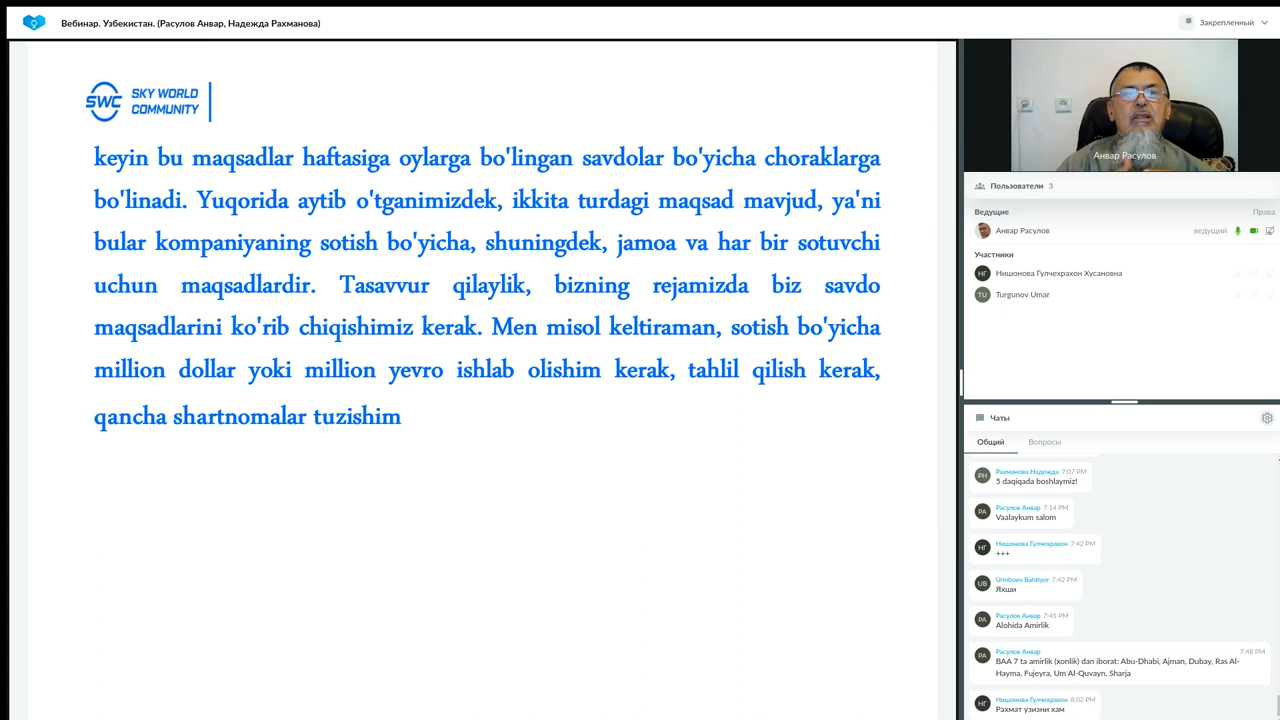 Вебинар. Узбекистан. (Расулов Анвар, Надежда Рахманова)
Закрепленный
SWC
SKY WORLD
COMMUNITY
keyin bu maqsadlar haftasiga oylarga bo'lingan savdolar bo'yicha choraklarga
bo'linadi. Yuqorida aytib o'tganimizdek, ikkita turdagi maqsad mavjud, ya'ni
bular kompaniyaning sotish bo'yicha, shuningdek, jamoa va har bir sotuvchi
uchun maqsadlardir. Tasavvur qilaylik, bizning rejamizda biz savdo
maqsadlarini ko'rib chiqishimiz kerak. Men misol keltiraman, sotish bo'yicha
million dollar yoki million yevro ishlab olishim kerak, tahlil qilish kerak,
qancha shartnomalar tuzishim
Анвар Расулов
Пользователи 3
Ведущие Права
Анвар Расулов ведущий
Участники
НГ Нишонова Гулчехрахон Хусановна
TU Turgunov Umar
Чаты
Общий Вопросы
РН Рахманова Надежда 7:07 PM
5 daqiqada boshlaymiz!
РА Расулов Анвар 7:14 PM
Vaalaykum salom
НГ Нишонова Гулчехрахон 7:42 PM
+++
UB Urinboev Bahtiyor 7:42 PM
Яхши
РА Расулов Анвар 7:45 PM
Alohida Amirlik
РА Расулов Анвар 7:48 PM
BAA 7 ta amirlik (xonlik) dan iborat: Abu-Dhabi, Ajman, Dubay, Ras Al-
Hayma, Fujeyra, Um Al-Quvayn, Sharja
НГ Нишонова Гулчехрахон 8:02 PM
Рахмат узизни хам